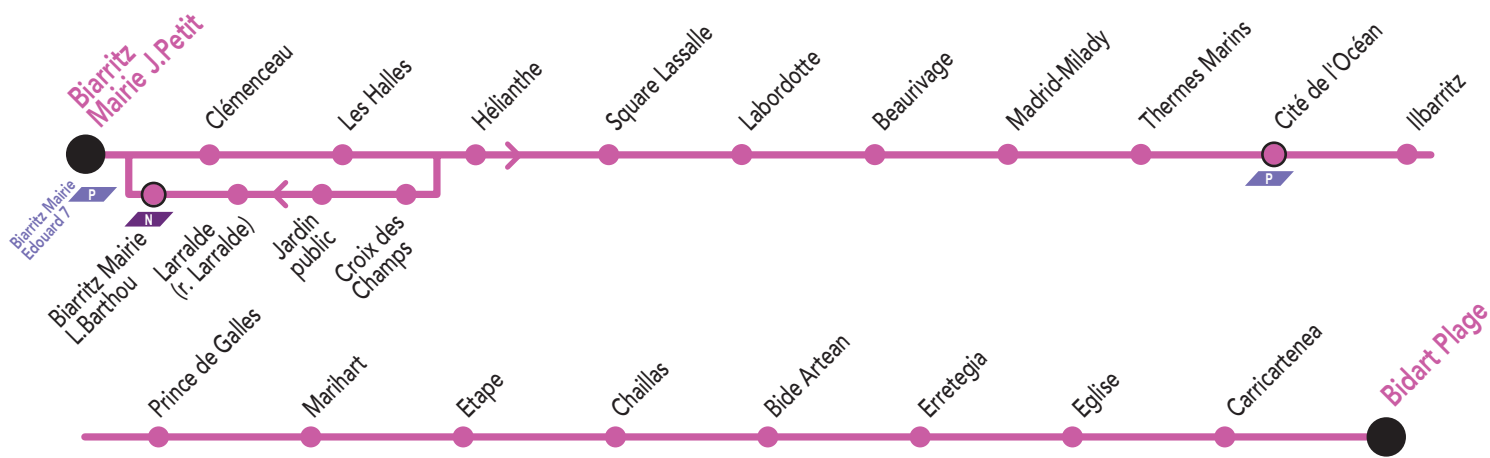 Biarritz
Mairie J.Petit
Clémenceau
Les Halles
Hélianthe
Square Lassalle
Labordotte
Beaurivage
Madrid-Milady
Thermes Marins
Cité de l'Océan
Ilbarritz
P
P
Biarritz Mairie
Edouard 7
N
Biarritz Mairie
L.Barthou
Larralde
(r. Larralde)
Jardin
public
Croix des
Champs
Prince de Galles
Marihart
Etape
Chaillas
Bide Artean
Erretegia
Eglise
Carricartenea
Bidart Plage